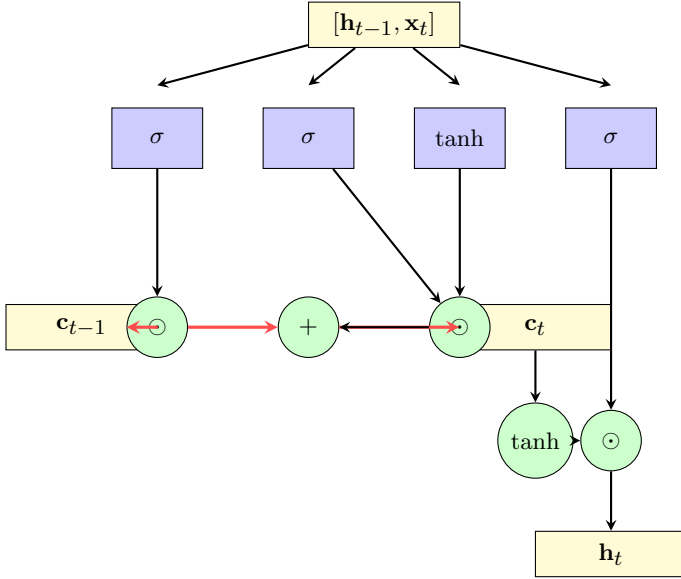 [h_{t−1}, x_t]
σ σ tanh σ
c_{t−1} ⊙ + ⊙ c_t
tanh ⊙
h_t